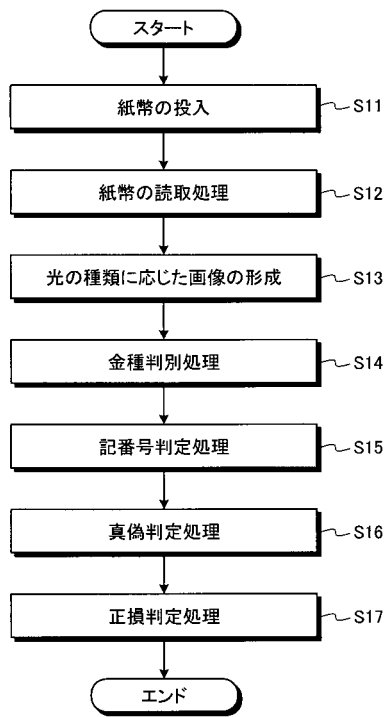 スタート
紙幣の投入 S11
紙幣の読取処理 S12
光の種類に応じた画像の形成 S13
金種判別処理 S14
記番号判定処理 S15
真偽判定処理 S16
正損判定処理 S17
エンド